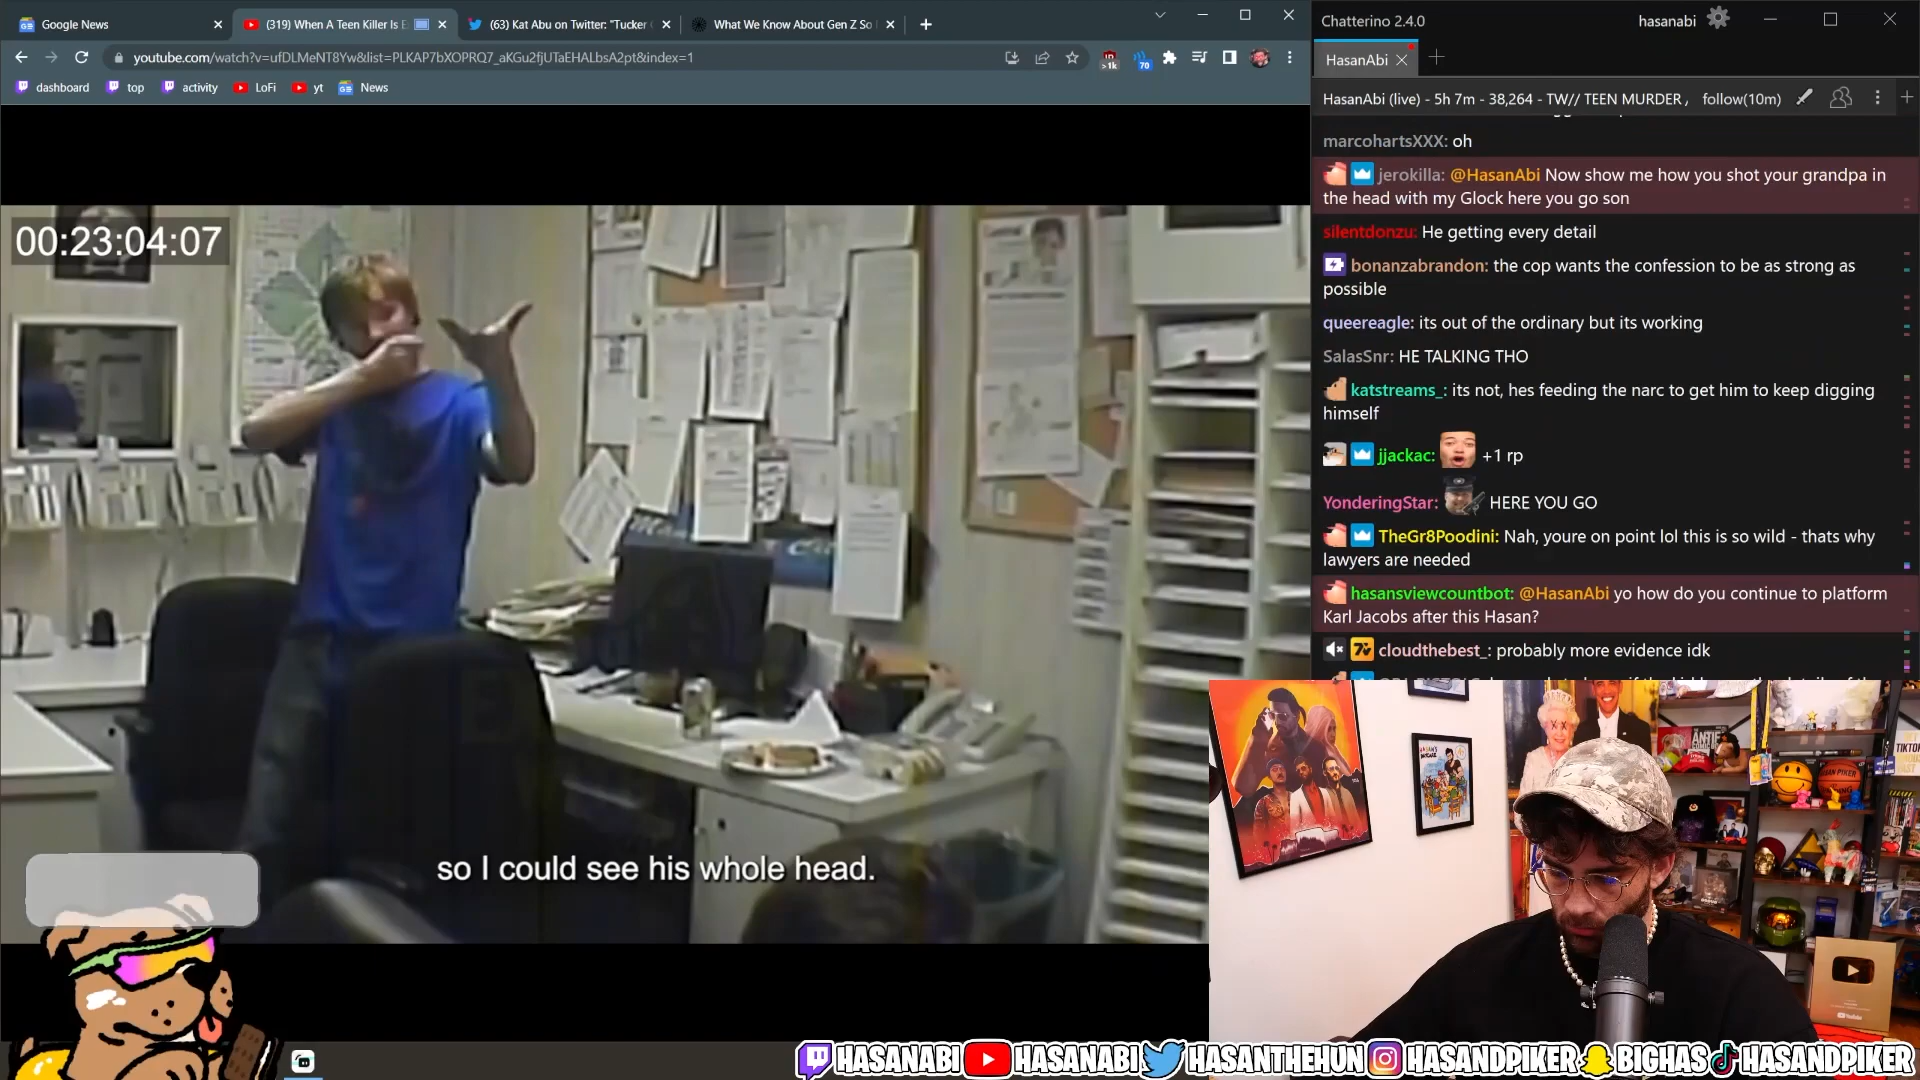 Google News
(319) When A Teen Killer Is E
(63) Kat Abu on Twitter: "Tucker
What We Know About Gen Z So
youtube.com/watch?v=ufDLMeNT8Yw&list=PLKAP7bXOPRQ7_aKGu2fjUTaEHALbsA2pt&index=1
>1k
70
dashboard
top
activity
LoFi
yt
News
00:23:04:07
so I could see his whole head.
Chatterino 2.4.0
hasanabi
HasanAbi
HasanAbi (live) - 5h 7m - 38,264 - TW// TEEN MURDER , follow(10m)
marcohartsXXX: oh
jerokilla: @HasanAbi Now show me how you shot your grandpa in
the head with my Glock here you go son
silentdonzu: He getting every detail
bonanzabrandon: the cop wants the confession to be as strong as
possible
queereagle: its out of the ordinary but its working
SalasSnr: HE TALKING THO
katstreams_: its not, hes feeding the narc to get him to keep digging
himself
jjackac: +1 rp
YonderingStar: HERE YOU GO
TheGr8Poodini: Nah, youre on point lol this is so wild - thats why
lawyers are needed
hasansviewcountbot: @HasanAbi yo how do you continue to platform
Karl Jacobs after this Hasan?
cloudthebest_: probably more evidence idk
HASANABI HASANABI HASANTHEHUN HASANDPIKER BIGHAS HASANDPIKER